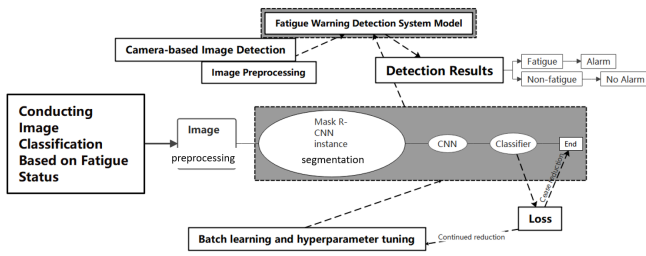 Fatigue Warning Detection System Model
Camera-based Image Detection
Image Preprocessing
Detection Results
Fatigue
Alarm
Non-fatigue
No Alarm
Conducting
Image
Classification
Based on Fatigue
Status
Image
preprocessing
Mask R-
CNN
instance
segmentation
CNN
Classifier
End
Cease reduction
Loss
Continued reduction
Batch learning and hyperparameter tuning